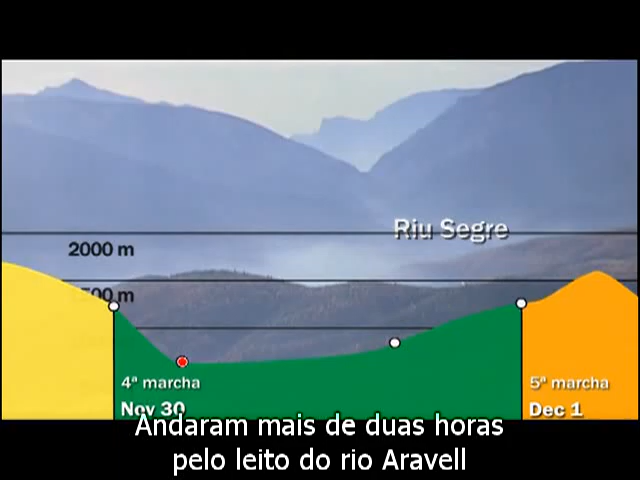 Riu Segre
2000 m
500 m
4ª marcha
5ª marcha
Nov 30
Dec 1
Andaram mais de duas horas
pelo leito do rio Aravell